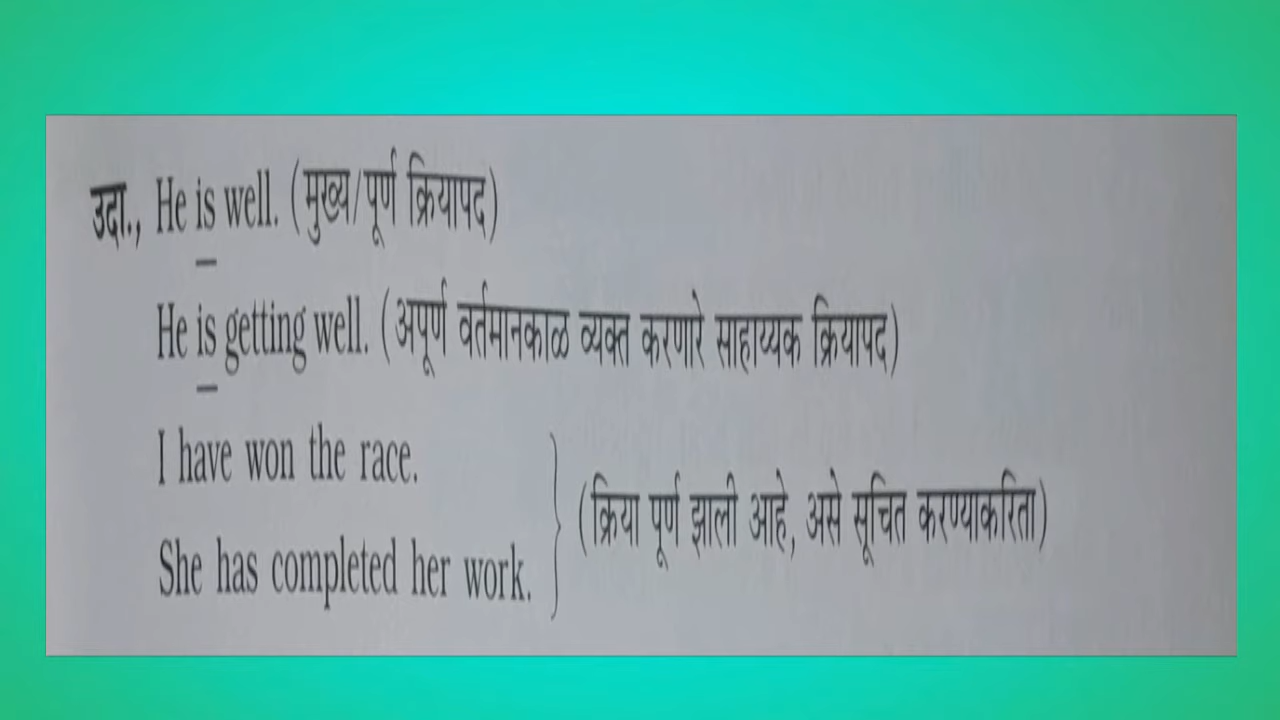 उदा., He is well. (मुख्य/पूर्ण क्रियापद)
He is getting well. (अपूर्ण वर्तमानकाळ व्यक्त करणारे साहाय्यक क्रियापद)
I have won the race.
She has completed her work.
(क्रिया पूर्ण झाली आहे, असे सूचित करण्याकरिता)